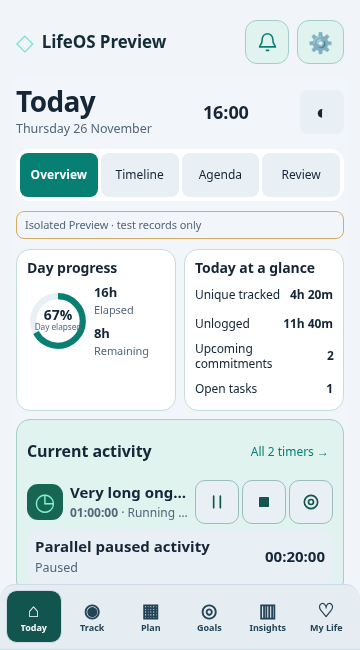 LifeOS Preview
Today
Thursday 26 November
16:00
Overview
Timeline
Agenda
Review
Isolated Preview · test records only
Day progress
67%
Day elapsed
16h
Elapsed
8h
Remaining
Today at a glance
Unique tracked 4h 20m
Unlogged 11h 40m
Upcoming
commitments 2
Open tasks 1
Current activity
All 2 timers →
Very long ong...
01:00:00 · Running ...
Parallel paused activity
Paused
00:20:00
Today
Track
Plan
Goals
Insights
My Life